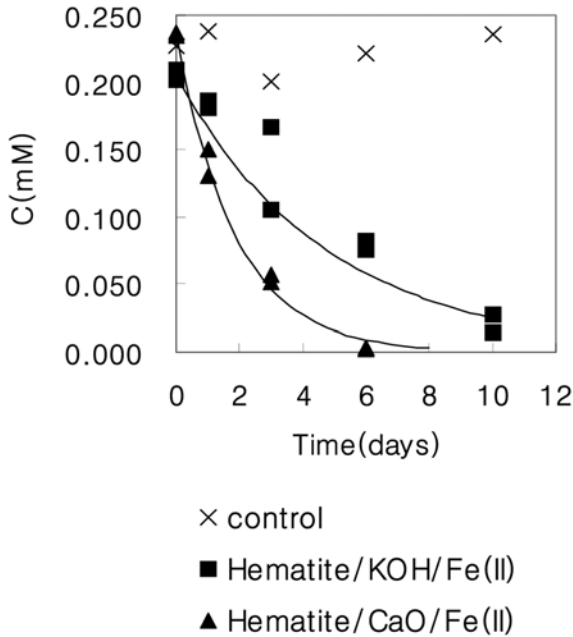 0.250
0.200
0.150
0.100
0.050
0.000
C(mM)
0 2 4 6 8 10 12
Time(days)
× control
■ Hematite/KOH/Fe(II)
▲ Hematite/CaO/Fe(II)